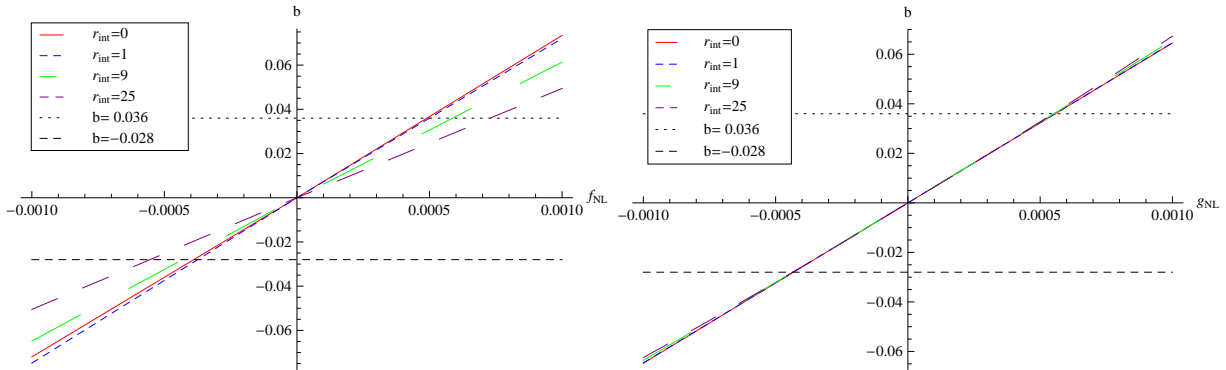 b
r_int=0
r_int=1
r_int=9
r_int=25
b= 0.036
b=−0.028
0.06
0.04
0.02
−0.0010
−0.0005
0.0005
0.0010
f_NL
−0.02
−0.04
−0.06
b
r_int=0
r_int=1
r_int=9
r_int=25
b= 0.036
b=−0.028
0.06
0.04
0.02
−0.0010
−0.0005
0.0005
0.0010
g_NL
−0.02
−0.04
−0.06